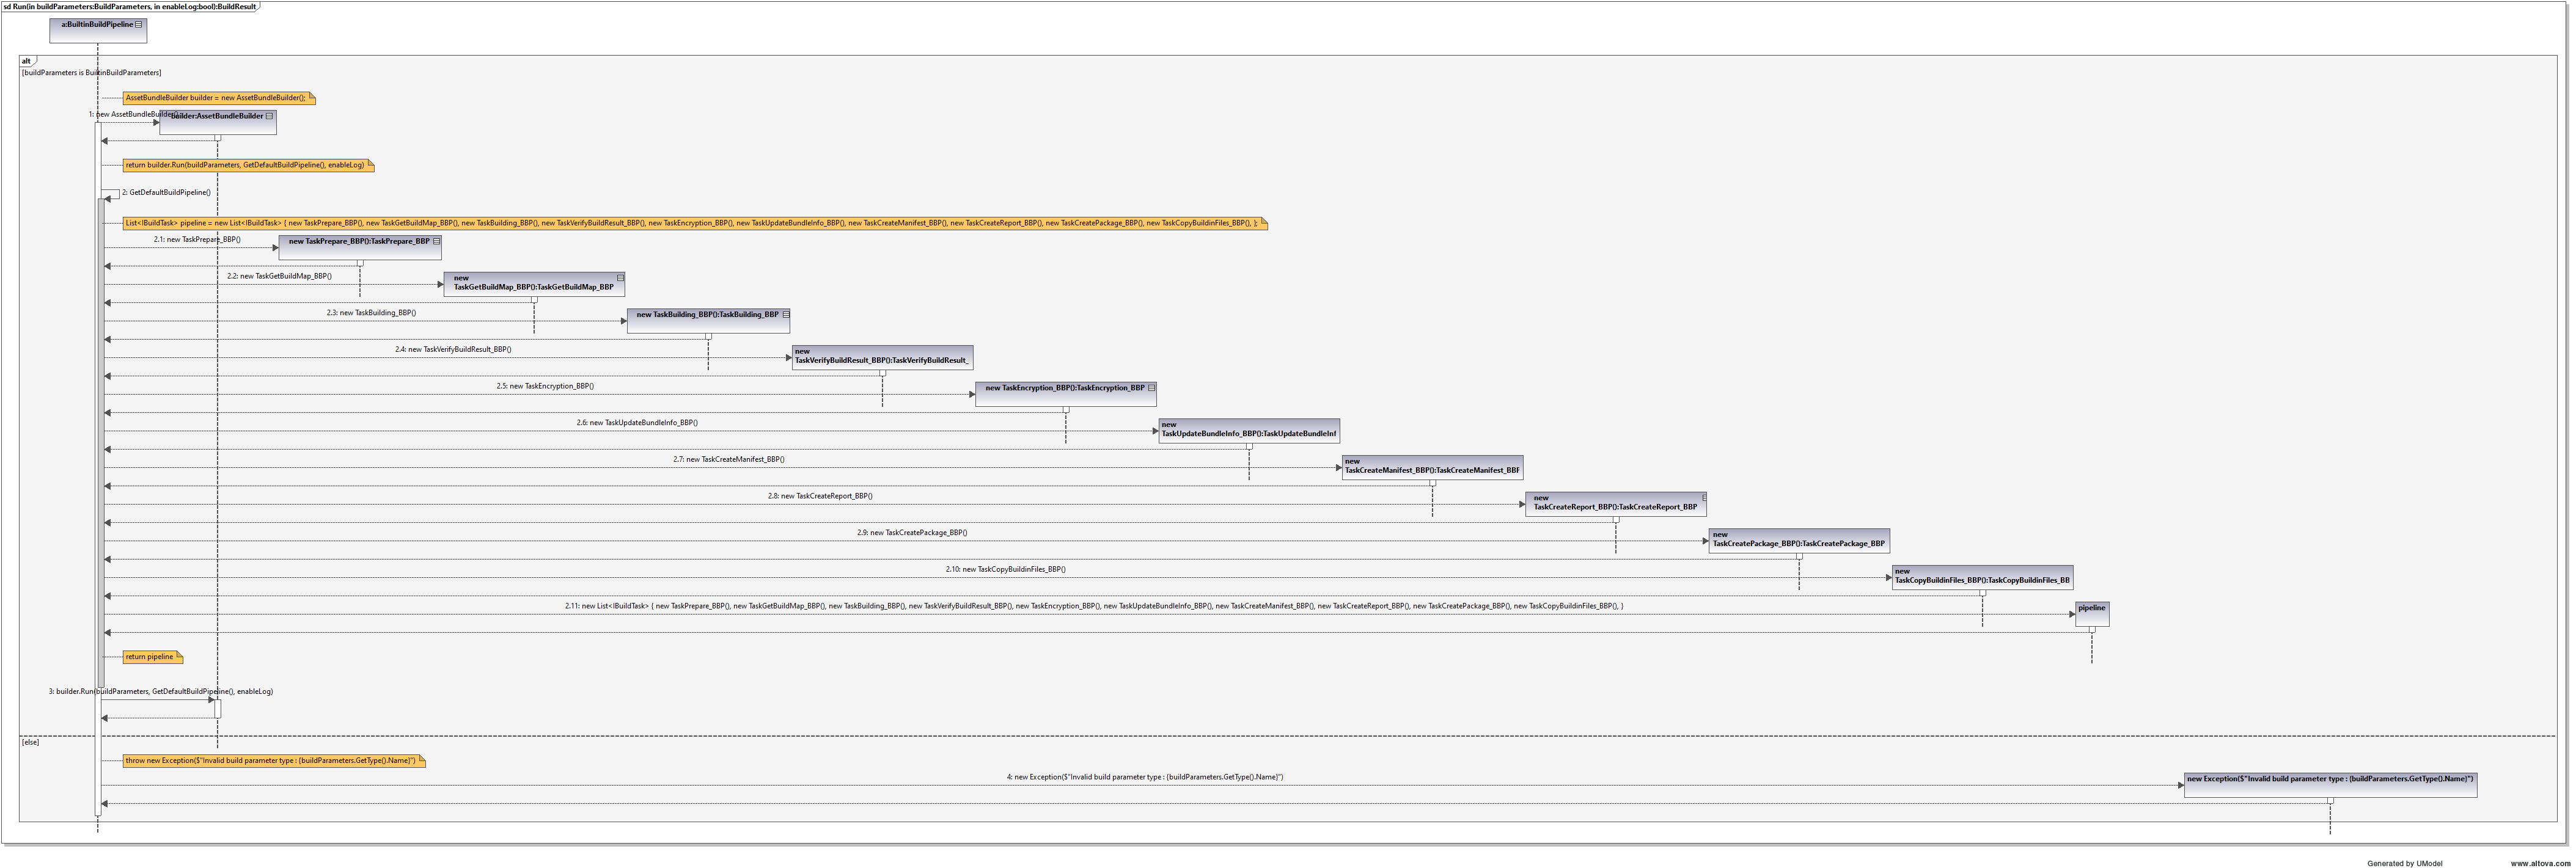 sd Run(in buildParameters:BuildParameters, in enableLog:bool):BuildResult
a:BuiltinBuildPipeline
alt
[buildParameters is BuiltinBuildParameters]
AssetBundleBuilder builder = new AssetBundleBuilder();
1: new AssetBundleBuilder()
builder:AssetBundleBuilder
return builder.Run(buildParameters, GetDefaultBuildPipeline(), enableLog)
2: GetDefaultBuildPipeline()
List<IBuildTask> pipeline = new List<IBuildTask> { new TaskPrepare_BBP(), new TaskGetBuildMap_BBP(), new TaskBuilding_BBP(), new TaskVerifyBuildResult_BBP(), new TaskEncryption_BBP(), new TaskUpdateBundleInfo_BBP(), new TaskCreateManifest_BBP(), new TaskCreateReport_BBP(), new TaskCreatePackage_BBP(), new TaskCopyBuildinFiles_BBP(), };
2.1: new TaskPrepare_BBP()
new TaskPrepare_BBP():TaskPrepare_BBP
2.2: new TaskGetBuildMap_BBP()
new
TaskGetBuildMap_BBP():TaskGetBuildMap_BBP
2.3: new TaskBuilding_BBP()
new TaskBuilding_BBP():TaskBuilding_BBP
2.4: new TaskVerifyBuildResult_BBP()
new
TaskVerifyBuildResult_BBP():TaskVerifyBuildResult_
2.5: new TaskEncryption_BBP()
new TaskEncryption_BBP():TaskEncryption_BBP
2.6: new TaskUpdateBundleInfo_BBP()
new
TaskUpdateBundleInfo_BBP():TaskUpdateBundleInf
2.7: new TaskCreateManifest_BBP()
new
TaskCreateManifest_BBP():TaskCreateManifest_BBP
2.8: new TaskCreateReport_BBP()
new
TaskCreateReport_BBP():TaskCreateReport_BBP
2.9: new TaskCreatePackage_BBP()
new
TaskCreatePackage_BBP():TaskCreatePackage_BBP
2.10: new TaskCopyBuildinFiles_BBP()
new
TaskCopyBuildinFiles_BBP():TaskCopyBuildinFiles_BB
2.11: new List<IBuildTask> { new TaskPrepare_BBP(), new TaskGetBuildMap_BBP(), new TaskBuilding_BBP(), new TaskVerifyBuildResult_BBP(), new TaskEncryption_BBP(), new TaskUpdateBundleInfo_BBP(), new TaskCreateManifest_BBP(), new TaskCreateReport_BBP(), new TaskCreatePackage_BBP(), new TaskCopyBuildinFiles_BBP(), }
pipeline
return pipeline
3: builder.Run(buildParameters, GetDefaultBuildPipeline(), enableLog)
[else]
throw new Exception($"Invalid build parameter type : {buildParameters.GetType().Name}")
4: new Exception($"Invalid build parameter type : {buildParameters.GetType().Name}")
new Exception($"Invalid build parameter type : {buildParameters.GetType().Name}")
Generated by UModel
www.altova.com